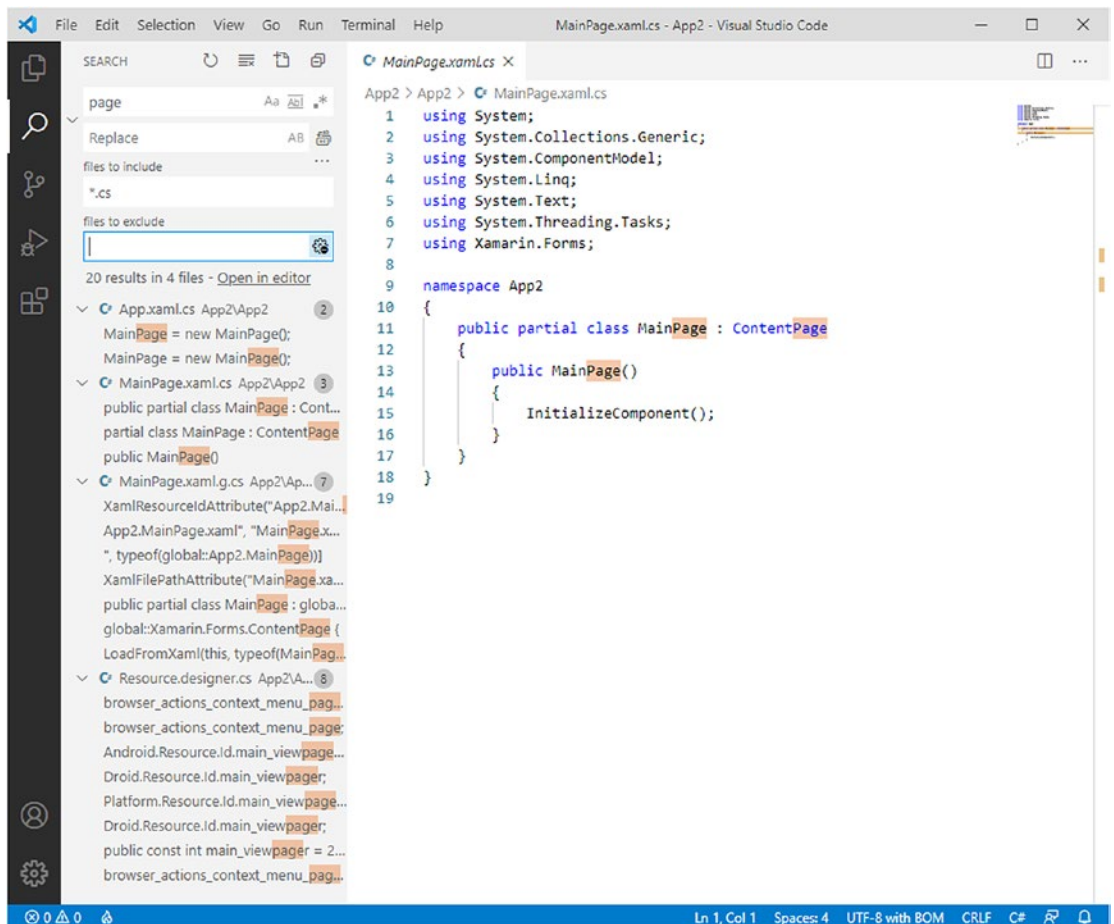 File Edit Selection View Go Run Terminal Help MainPage.xaml.cs - App2 - Visual Studio Code
SEARCH
page Aa Abl .*
Replace AB
files to include ...
*.cs
files to exclude
20 results in 4 files - Open in editor
App.xaml.cs App2\App2 2
MainPage = new MainPage();
MainPage = new MainPage();
MainPage.xaml.cs App2\App2 3
public partial class MainPage : Cont...
partial class MainPage : ContentPage
public MainPage()
MainPage.xaml.g.cs App2\Ap... 7
XamlResourceIdAttribute("App2.Mai...
App2.MainPage.xaml", "MainPage.x...
", typeof(global::App2.MainPage))]
XamlFilePathAttribute("MainPage.xa...
public partial class MainPage : globa...
global::Xamarin.Forms.ContentPage {
LoadFromXaml(this, typeof(MainPag...
Resource.designer.cs App2\A... 8
browser_actions_context_menu_pag...
browser_actions_context_menu_page;
Android.Resource.Id.main_viewpage...
Droid.Resource.Id.main_viewpager;
Platform.Resource.Id.main_viewpage...
Droid.Resource.Id.main_viewpager;
public const int main_viewpager = 2...
browser_actions_context_menu_pag...
MainPage.xaml.cs
App2 > App2 > MainPage.xaml.cs
1 using System;
2 using System.Collections.Generic;
3 using System.ComponentModel;
4 using System.Linq;
5 using System.Text;
6 using System.Threading.Tasks;
7 using Xamarin.Forms;
8
9 namespace App2
10 {
11 public partial class MainPage : ContentPage
12 {
13 public MainPage()
14 {
15 InitializeComponent();
16 }
17 }
18 }
19
0 0 Ln 1, Col 1 Spaces: 4 UTF-8 with BOM CRLF C#